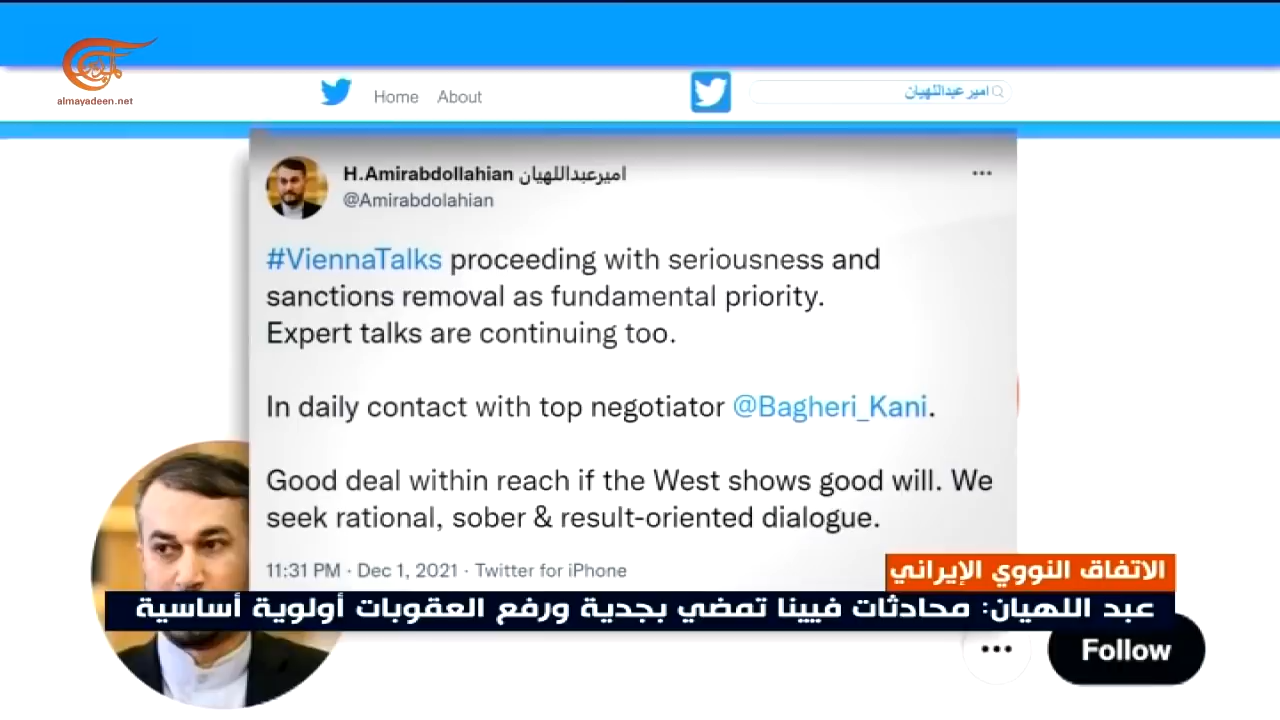 almayadeen.net
Home About
امیر عبداللهیان
H.Amirabdollahian امیرعبداللهیان
@Amirabdolahian
#ViennaTalks proceeding with seriousness and
sanctions removal as fundamental priority.
Expert talks are continuing too.
In daily contact with top negotiator @Bagheri_Kani.
Good deal within reach if the West shows good will. We
seek rational, sober & result-oriented dialogue.
11:31 PM · Dec 1, 2021 · Twitter for iPhone
الاتفاق النووي الإيراني
عبد اللهيان: محادثات فيينا تمضي بجدية ورفع العقوبات أولوية أساسية
Follow